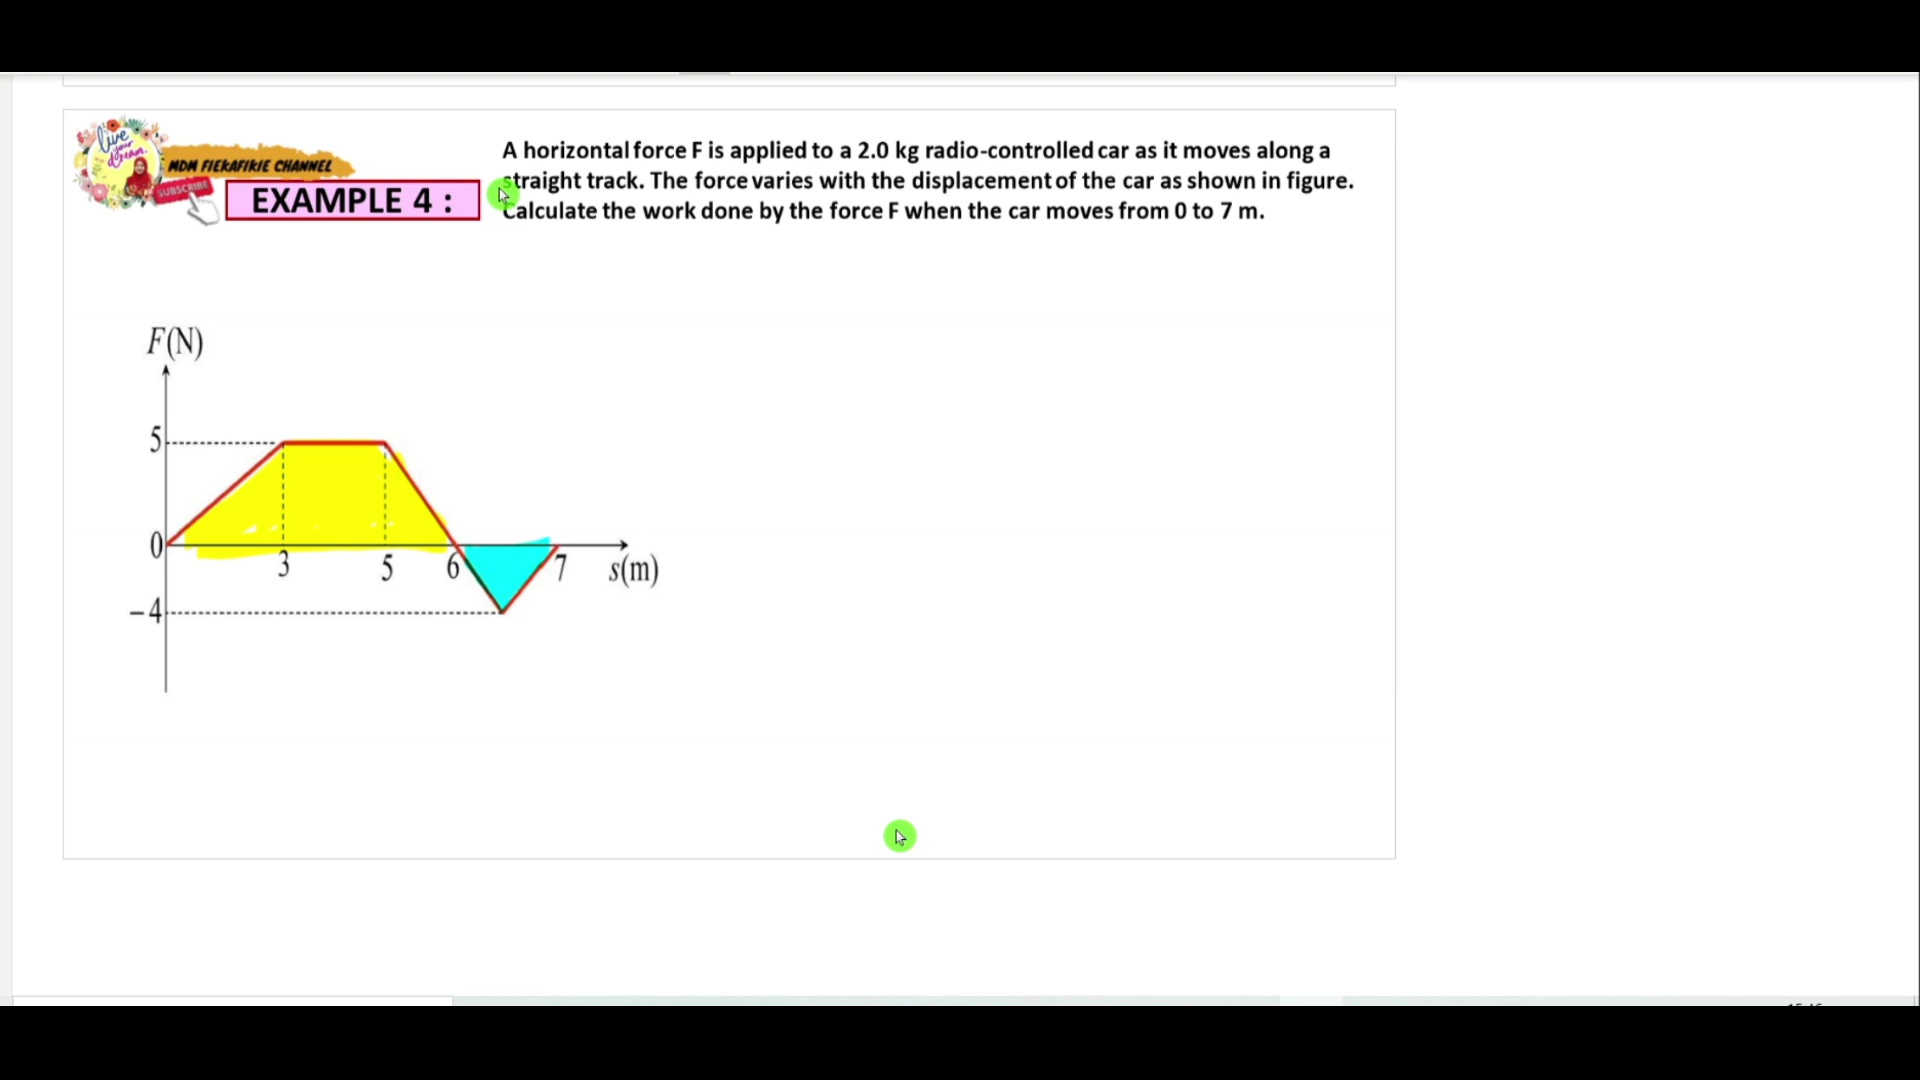 live
your
dream.
MDM FIEKAFIKIE CHANNEL
SUBSCRIBE
EXAMPLE 4 :
A horizontal force F is applied to a 2.0 kg radio-controlled car as it moves along a
straight track. The force varies with the displacement of the car as shown in figure.
Calculate the work done by the force F when the car moves from 0 to 7 m.
F(N)
5
0
3 5 6 7 s(m)
−4